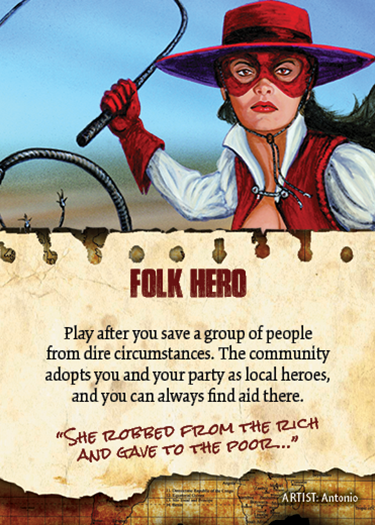 FOLK HERO
Play after you save a group of people
from dire circumstances. The community
adopts you and your party as local heroes,
and you can always find aid there.
“SHE ROBBED FROM THE RICH
AND GAVE TO THE POOR...”
ARTIST: Antonio